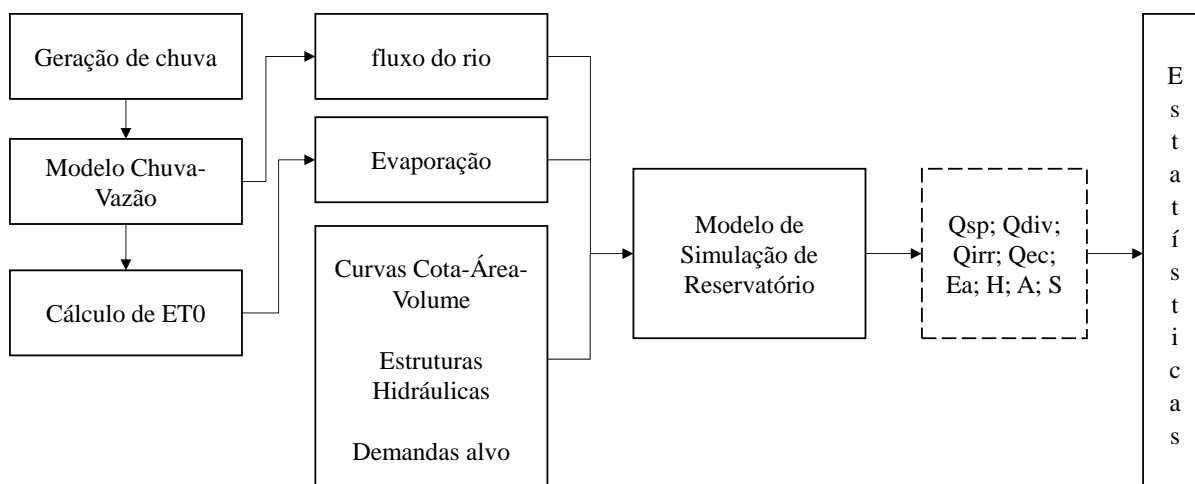 Geração de chuva
Modelo Chuva-
Vazão
Cálculo de ET0
fluxo do rio
Evaporação
Curvas Cota-Área-
Volume
Estruturas
Hidráulicas
Demandas alvo
Modelo de
Simulação de
Reservatório
Qsp; Qdiv;
Qirr; Qec;
Ea; H; A; S
E
s
t
a
t
í
s
t
i
c
a
s